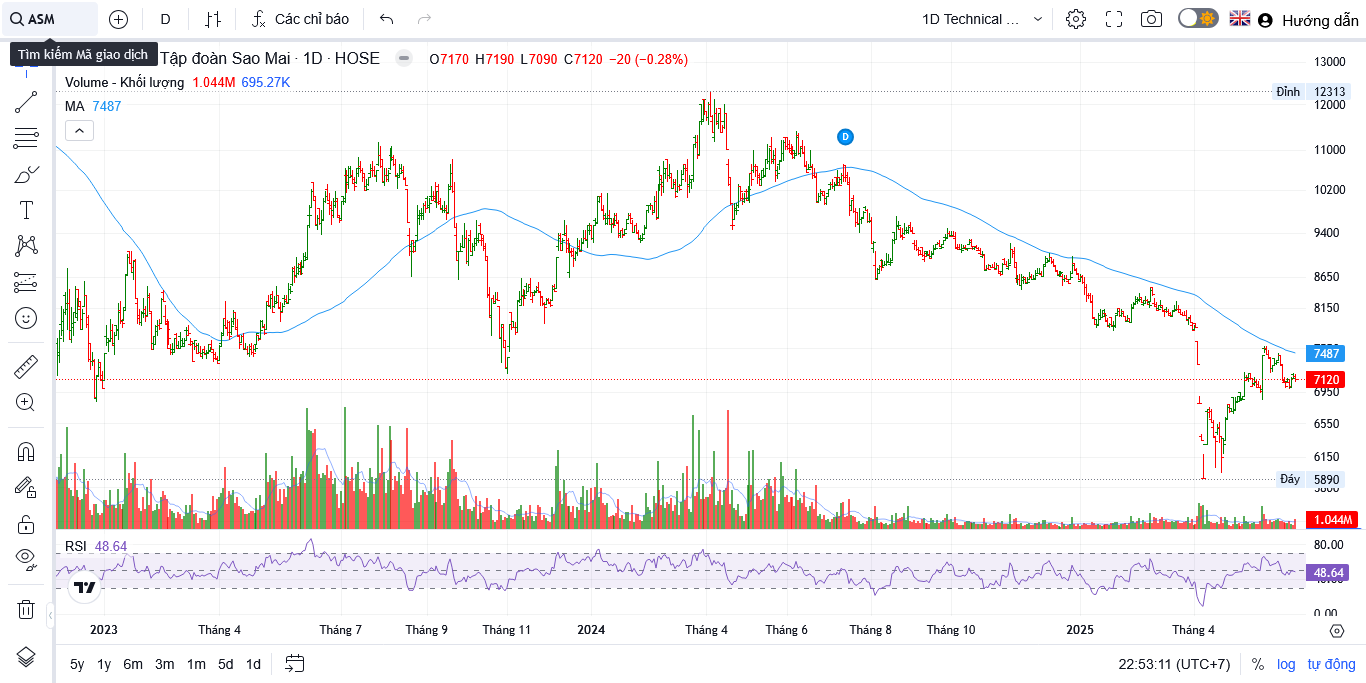 ASM
D
Các chỉ báo
1D Technical ...
Hướng dẫn
Tìm kiếm Mã giao dịch
Tập đoàn Sao Mai · 1D · HOSE
O7170 H7190 L7090 C7120 −20 (−0.28%)
Volume - Khối lượng 1.044M 695.27K
MA 7487
D
13000
Đỉnh 12313
12000
11000
10200
9400
8650
8150
7487
7120
6950
6550
6150
Đáy 5890
1.044M
RSI 48.64
80.00
48.64
0.00
2023 Tháng 4 Tháng 7 Tháng 9 Tháng 11 2024 Tháng 4 Tháng 6 Tháng 8 Tháng 10 2025 Tháng 4
5y 1y 6m 3m 1m 5d 1d
22:53:11 (UTC+7) % log tự động